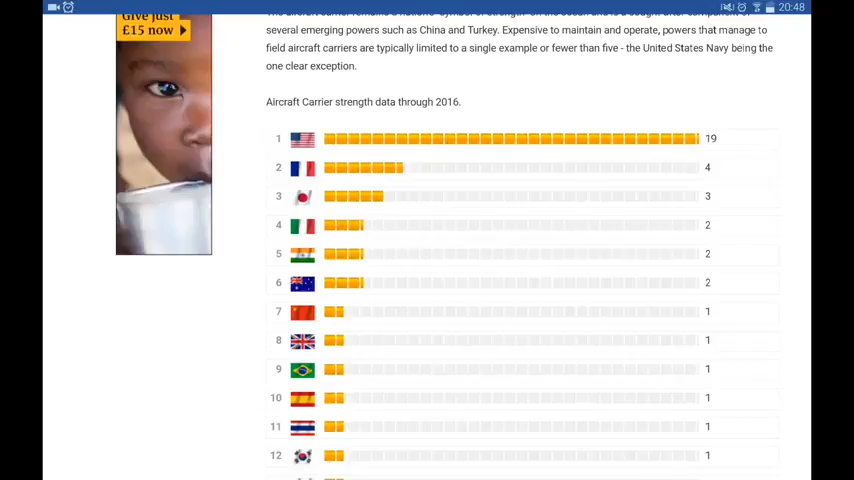 20:48
Give just
£15 now
several emerging powers such as China and Turkey. Expensive to maintain and operate, powers that manage to
field aircraft carriers are typically limited to a single example or fewer than five - the United States Navy being the
one clear exception.
Aircraft Carrier strength data through 2016.
1 19
2 4
3 3
4 2
5 2
6 2
7 1
8 1
9 1
10 1
11 1
12 1